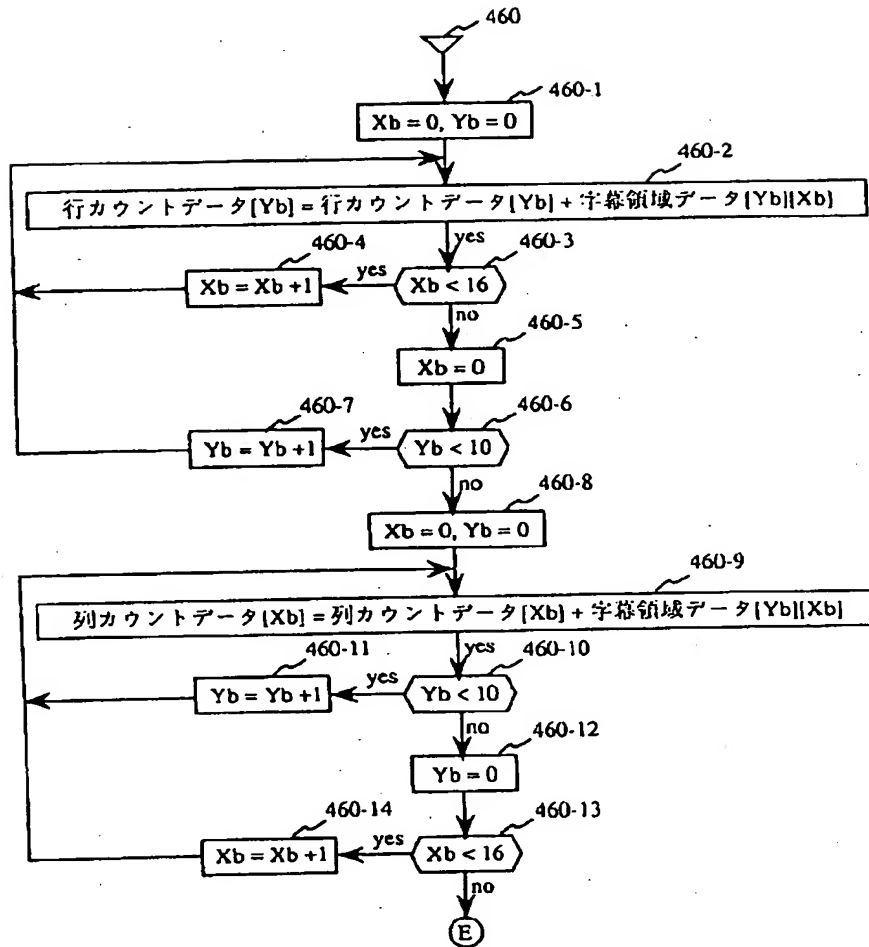 460
460-1
Xb = 0, Yb = 0
460-2
行カウントデータ[Yb] = 行カウントデータ[Yb] + 字幕領域データ[Yb][Xb]
yes
460-3
460-4
Xb < 16
yes
Xb = Xb +1
no
460-5
Xb = 0
460-6
460-7
Yb < 10
yes
Yb = Yb +1
no
460-8
Xb = 0, Yb = 0
460-9
列カウントデータ[Xb] = 列カウントデータ[Xb] + 字幕領域データ[Yb][Xb]
yes
460-10
460-11
Yb < 10
yes
Yb = Yb +1
no
460-12
Yb = 0
460-13
460-14
Xb < 16
yes
Xb = Xb +1
no
E